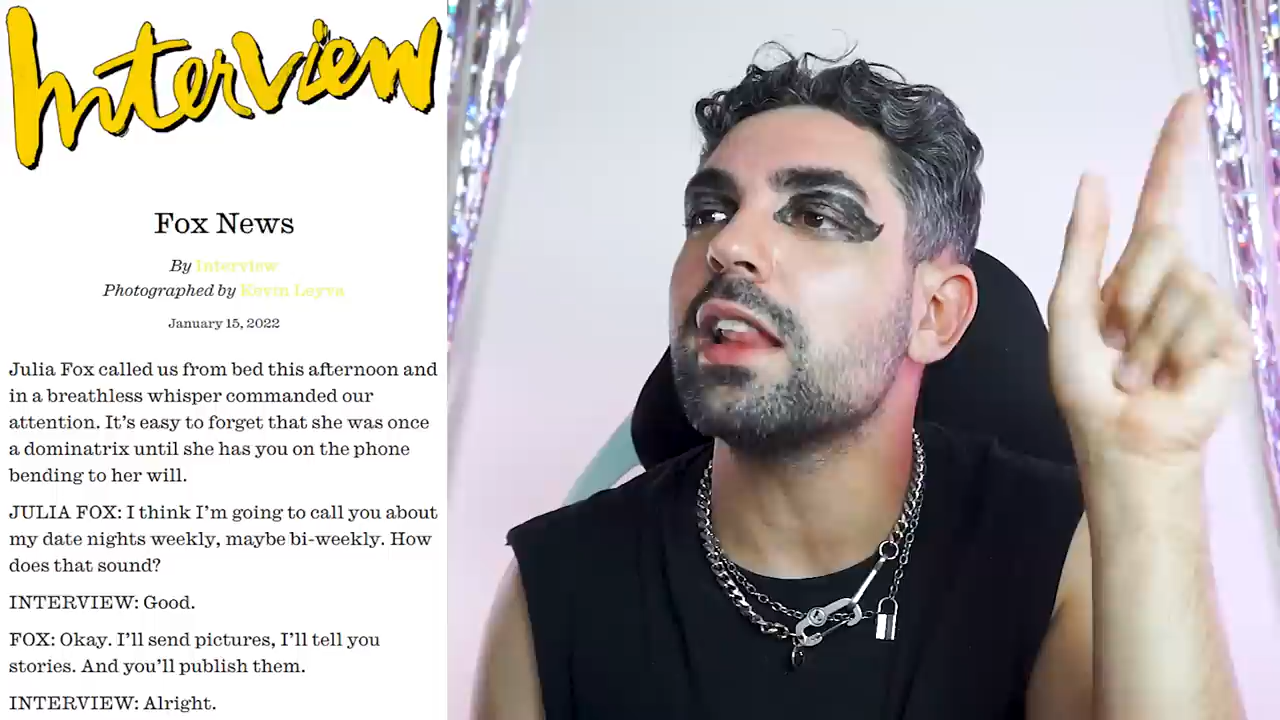 Interview
Fox News
By Interview
Photographed by Kevin Leyva
January 15, 2022
Julia Fox called us from bed this afternoon and
in a breathless whisper commanded our
attention. It’s easy to forget that she was once
a dominatrix until she has you on the phone
bending to her will.
JULIA FOX: I think I’m going to call you about
my date nights weekly, maybe bi-weekly. How
does that sound?
INTERVIEW: Good.
FOX: Okay. I’ll send pictures, I’ll tell you
stories. And you’ll publish them.
INTERVIEW: Alright.